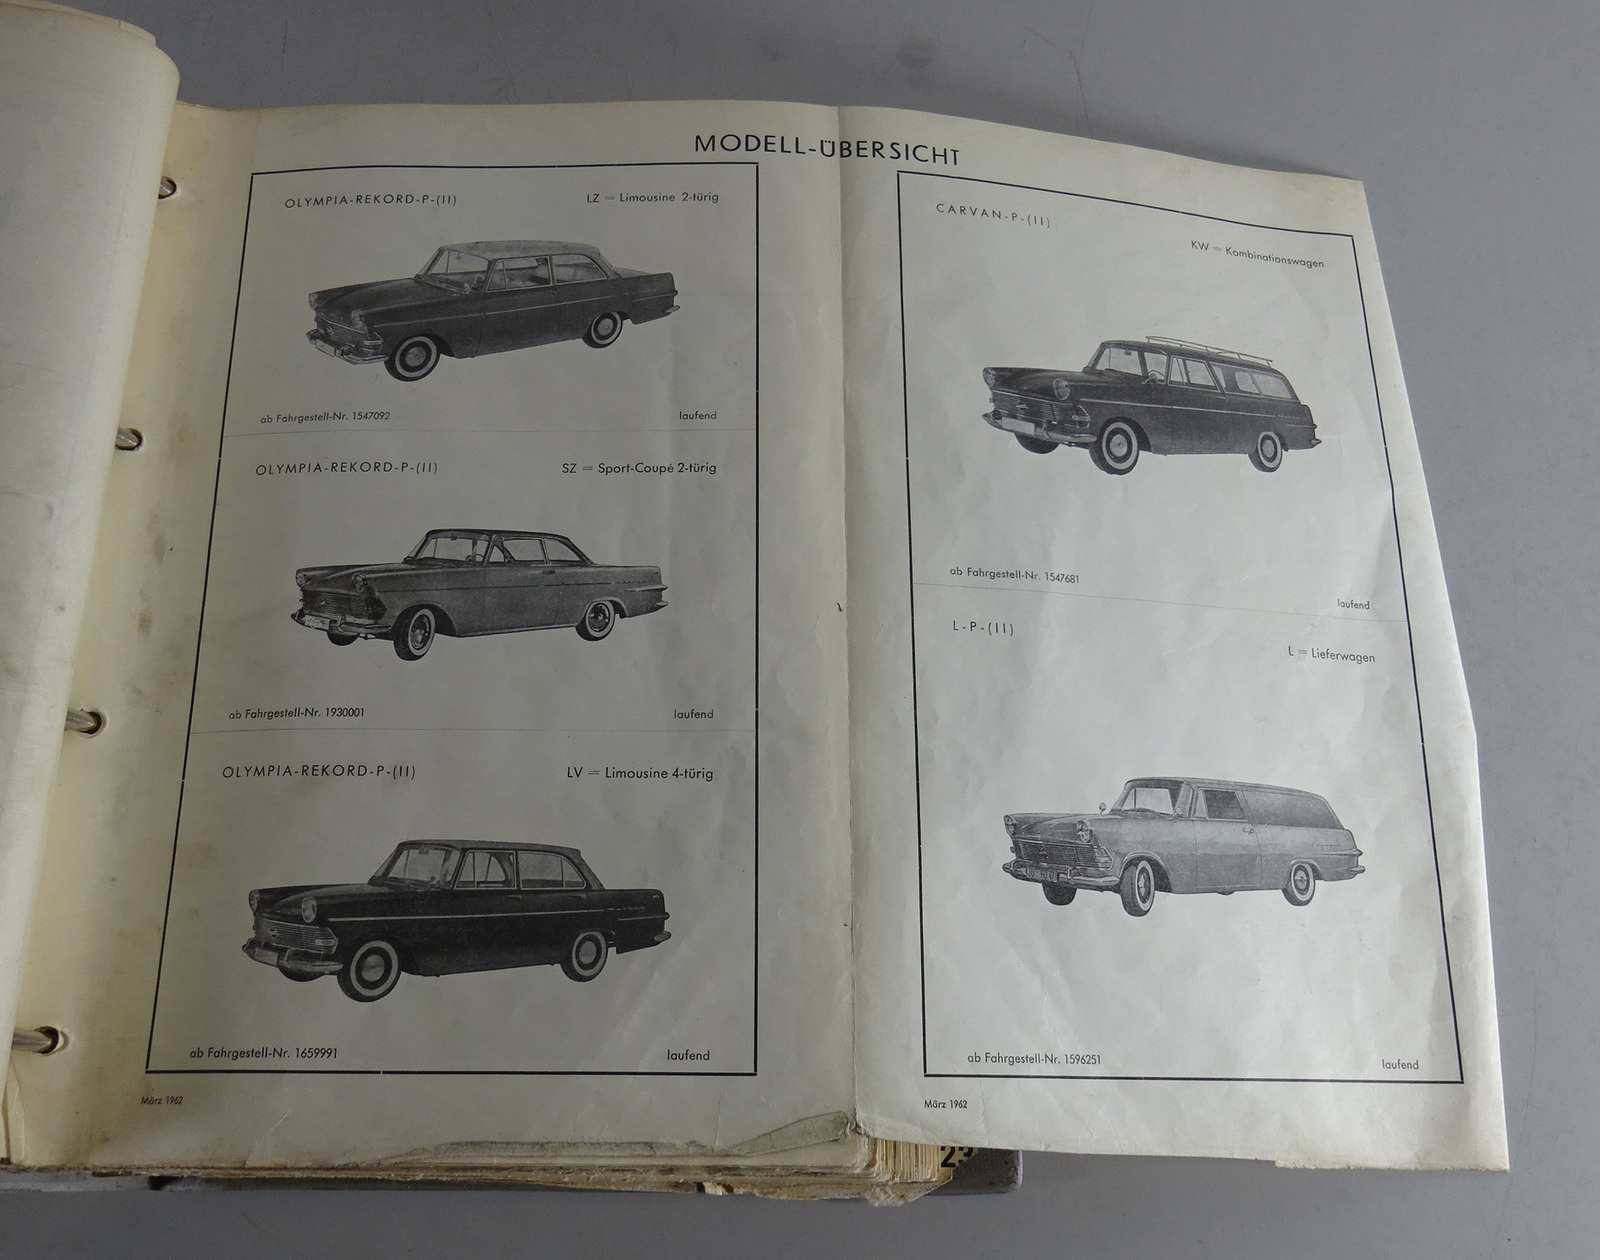 MODELL-ÜBERSICHT
OLYMPIA-REKORD-P-(II)
LZ = Limousine 2-türig
ab Fahrgestell-Nr. 1547092
laufend
OLYMPIA-REKORD-P-(II)
SZ = Sport-Coupé 2-türig
ab Fahrgestell-Nr. 1930001
laufend
OLYMPIA-REKORD-P-(II)
LV = Limousine 4-türig
ab Fahrgestell-Nr. 1659991
laufend
März 1962
CARVAN-P-(II)
KW = Kombinationswagen
ab Fahrgestell-Nr. 1547681
laufend
L-P-(II)
L = Lieferwagen
ab Fahrgestell-Nr. 1596251
laufend
März 1962
23